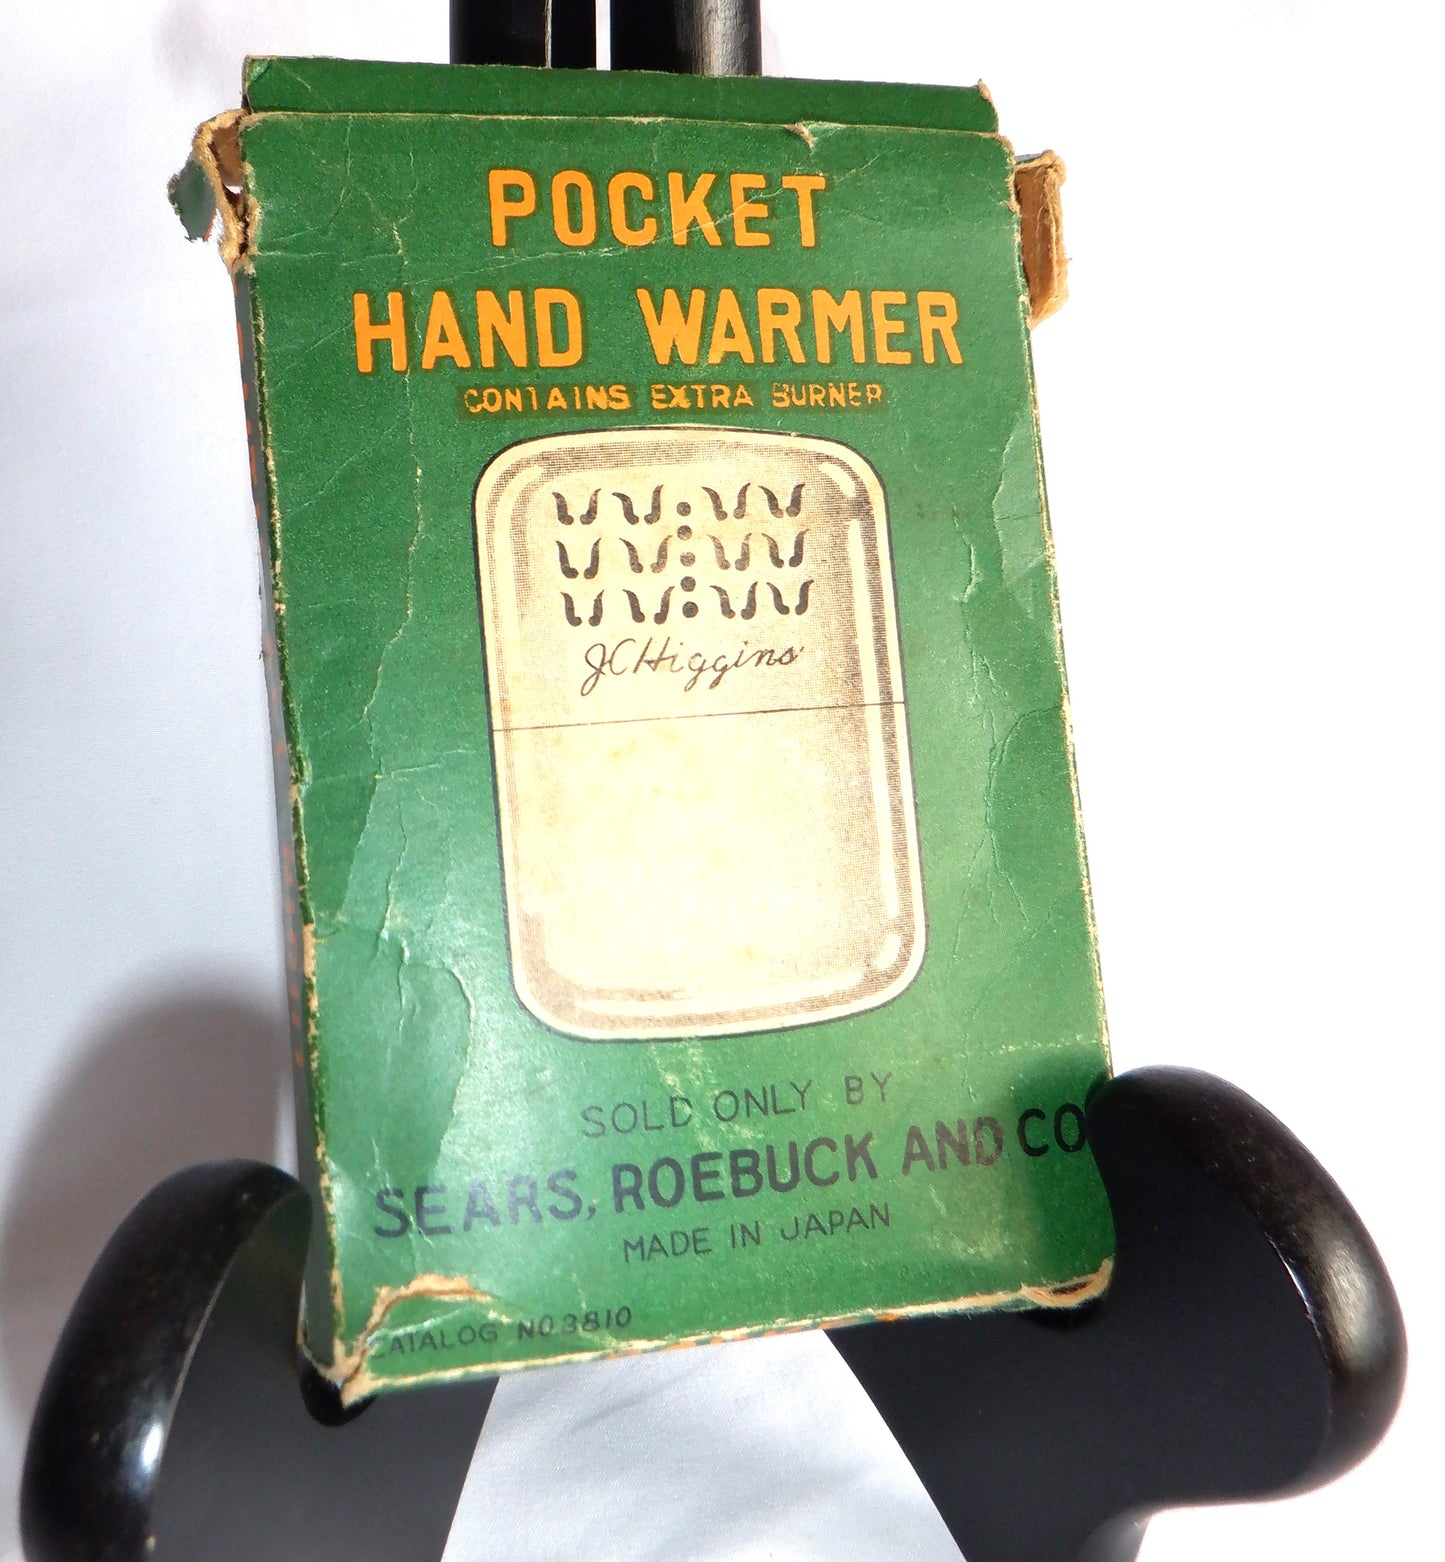 POCKET
HAND WARMER
CONTAINS EXTRA BURNER
JCHiggins
SOLD ONLY BY
SEARS, ROEBUCK AND CO
MADE IN JAPAN
CATALOG NO.3810